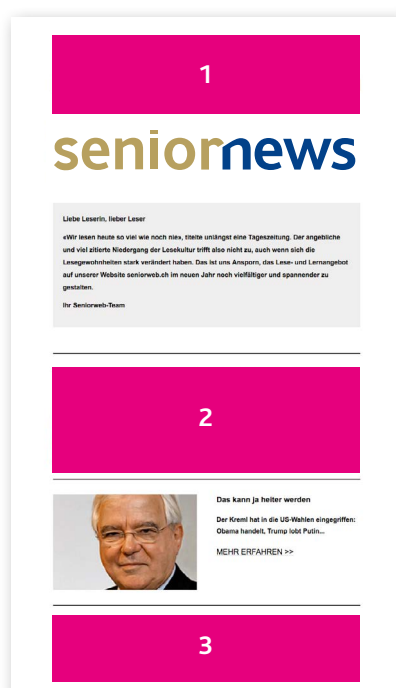 1
seniornews
Liebe Leserin, lieber Leser
«Wir lesen heute so viel wie noch nie», titelte unlängst eine Tageszeitung. Der angebliche
und viel zitierte Niedergang der Lesekultur trifft also nicht zu, auch wenn sich die
Lesegewohnheiten stark verändert haben. Das ist uns Ansporn, das Lese- und Lernangebot
auf unserer Website seniorweb.ch im neuen Jahr noch vielfältiger und spannender zu
gestalten.
Ihr Seniorweb-Team
2
Das kann ja heiter werden
Der Kreml hat in die US-Wahlen eingegriffen:
Obama handelt, Trump lobt Putin...
MEHR ERFAHREN >>
3